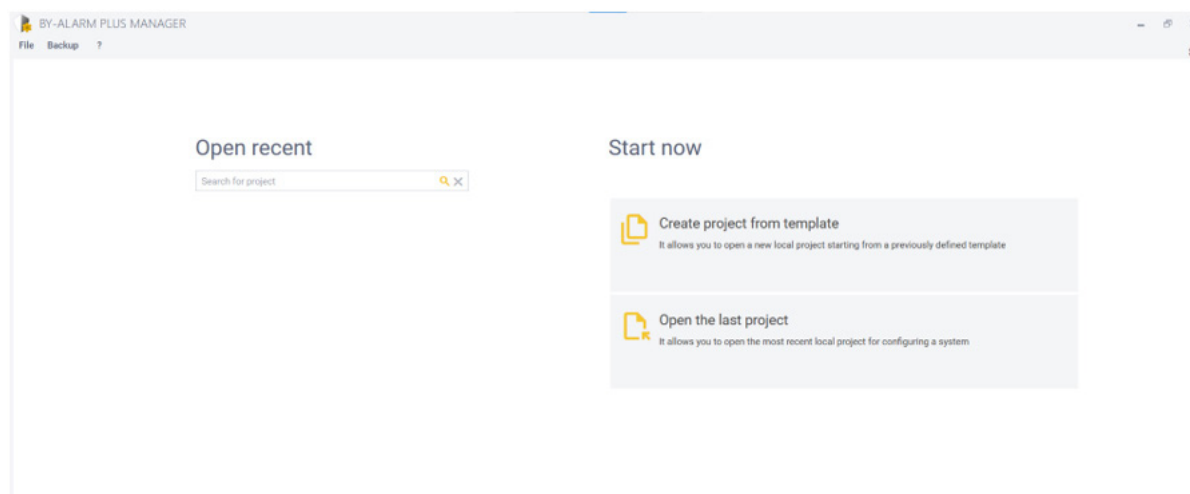 BY-ALARM PLUS MANAGER
File Backup ?
Open recent
Search for project
Start now
Create project from template
It allows you to open a new local project starting from a previously defined template
Open the last project
It allows you to open the most recent local project for configuring a system